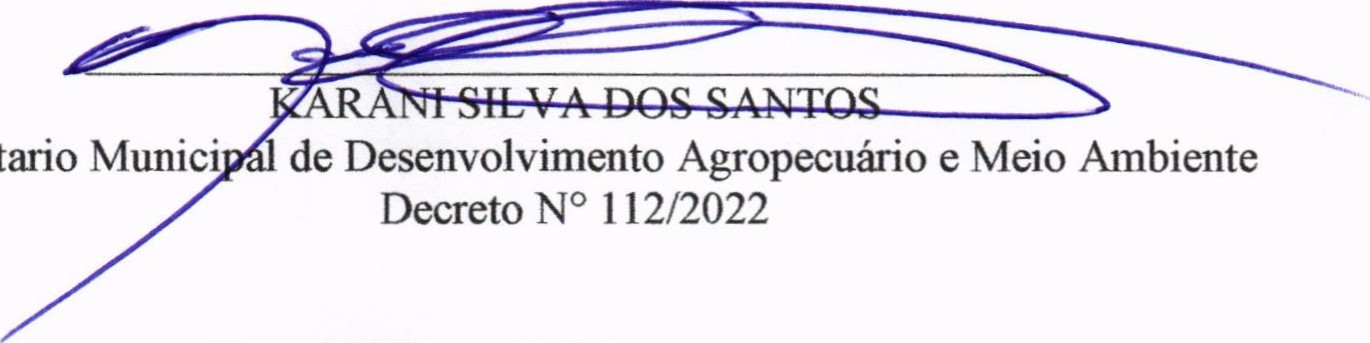 KARANI SILVA DOS SANTOS
tario Municipal de Desenvolvimento Agropecuário e Meio Ambiente
Decreto N° 112/2022